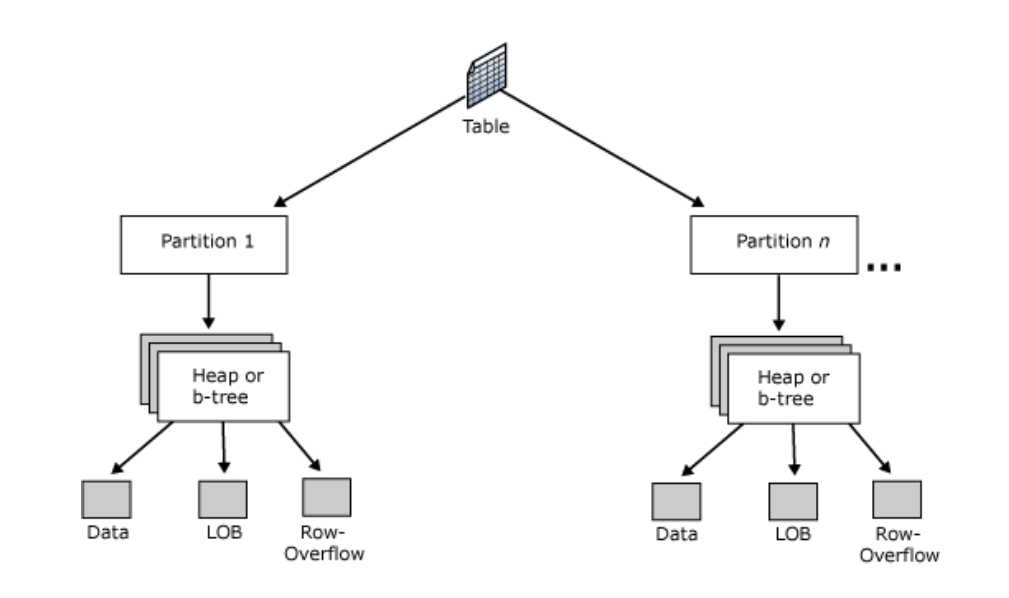 Table
Partition 1
Partition n
...
Heap or
b-tree
Heap or
b-tree
Data
LOB
Row-
Overflow
Data
LOB
Row-
Overflow